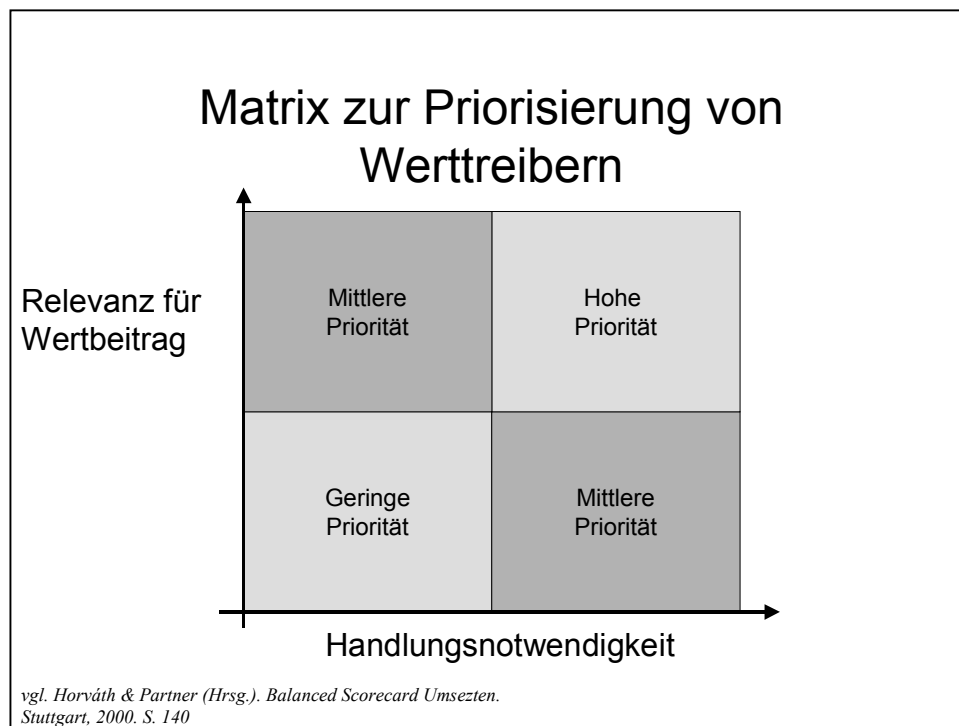 Matrix zur Priorisierung von
Werttreibern
Relevanz für
Wertbeitrag
Mittlere
Priorität
Hohe
Priorität
Geringe
Priorität
Mittlere
Priorität
Handlungsnotwendigkeit
vgl. Horváth & Partner (Hrsg.). Balanced Scorecard Umsezten.
Stuttgart, 2000. S. 140